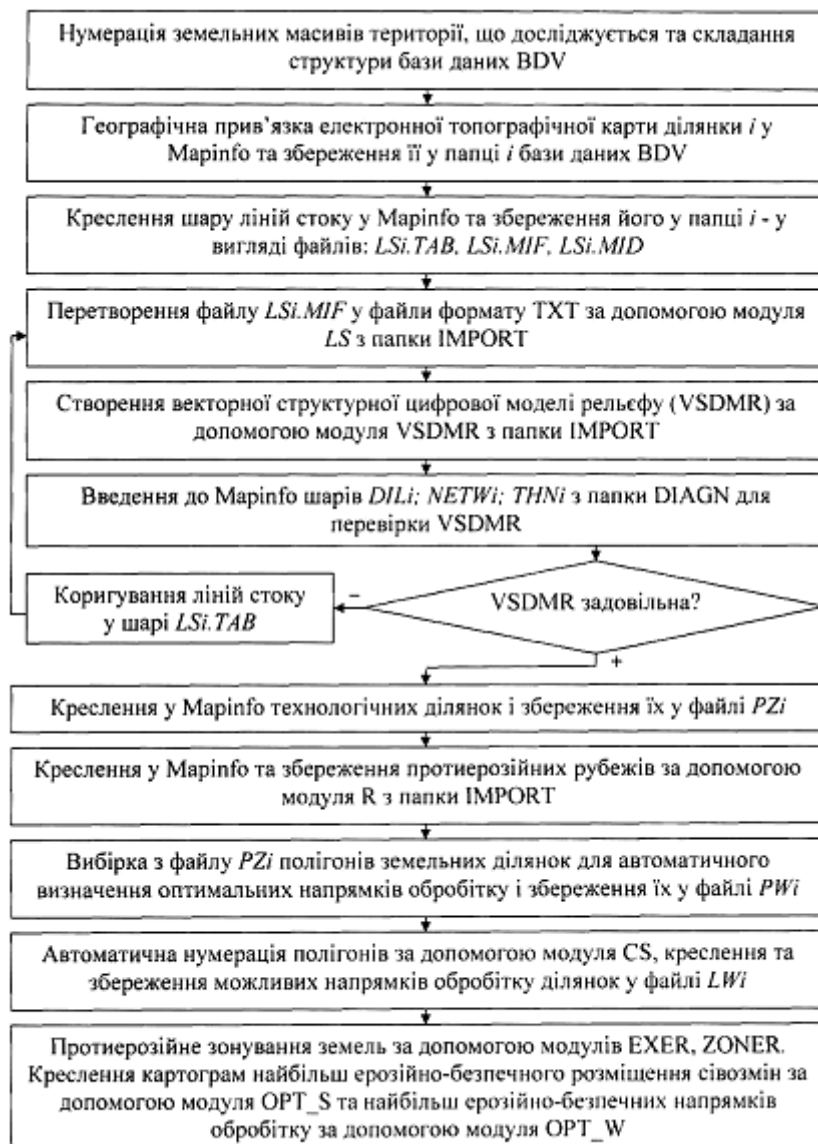 Нумерація земельних масивів території, що досліджується та складання
структури бази даних BDV
Географічна прив’язка електронної топографічної карти ділянки i у
Mapinfo та збереження її у папці i бази даних BDV
Креслення шару ліній стоку у Mapinfo та збереження його у папці i - у
вигляді файлів: LSi.TAB, LSi.MIF, LSi.MID
Перетворення файлу LSi.MIF у файли формату TXT за допомогою модуля
LS з папки IMPORT
Створення векторної структурної цифрової моделі рельєфу (VSDMR) за
допомогою модуля VSDMR з папки IMPORT
Введення до Mapinfo шарів DILi; NETWi; THNi з папки DIAGN для
перевірки VSDMR
Коригування ліній стоку
у шарі LSi.TAB
–
VSDMR задовільна?
+
Креслення у Mapinfo технологічних ділянок і збереження їх у файлі PZi
Креслення у Mapinfo та збереження протиерозійних рубежів за допомогою
модуля R з папки IMPORT
Вибірка з файлу PZi полігонів земельних ділянок для автоматичного
визначення оптимальних напрямків обробітку і збереження їх у файлі PWi
Автоматична нумерація полігонів за допомогою модуля CS, креслення та
збереження можливих напрямків обробітку ділянок у файлі LWi
Протиерозійне зонування земель за допомогою модулів EXER, ZONER.
Креслення картограм найбільш ерозійно-безпечного розміщення сівозмін за
допомогою модуля OPT_S та найбільш ерозійно-безпечних напрямків
обробітку за допомогою модуля OPT_W